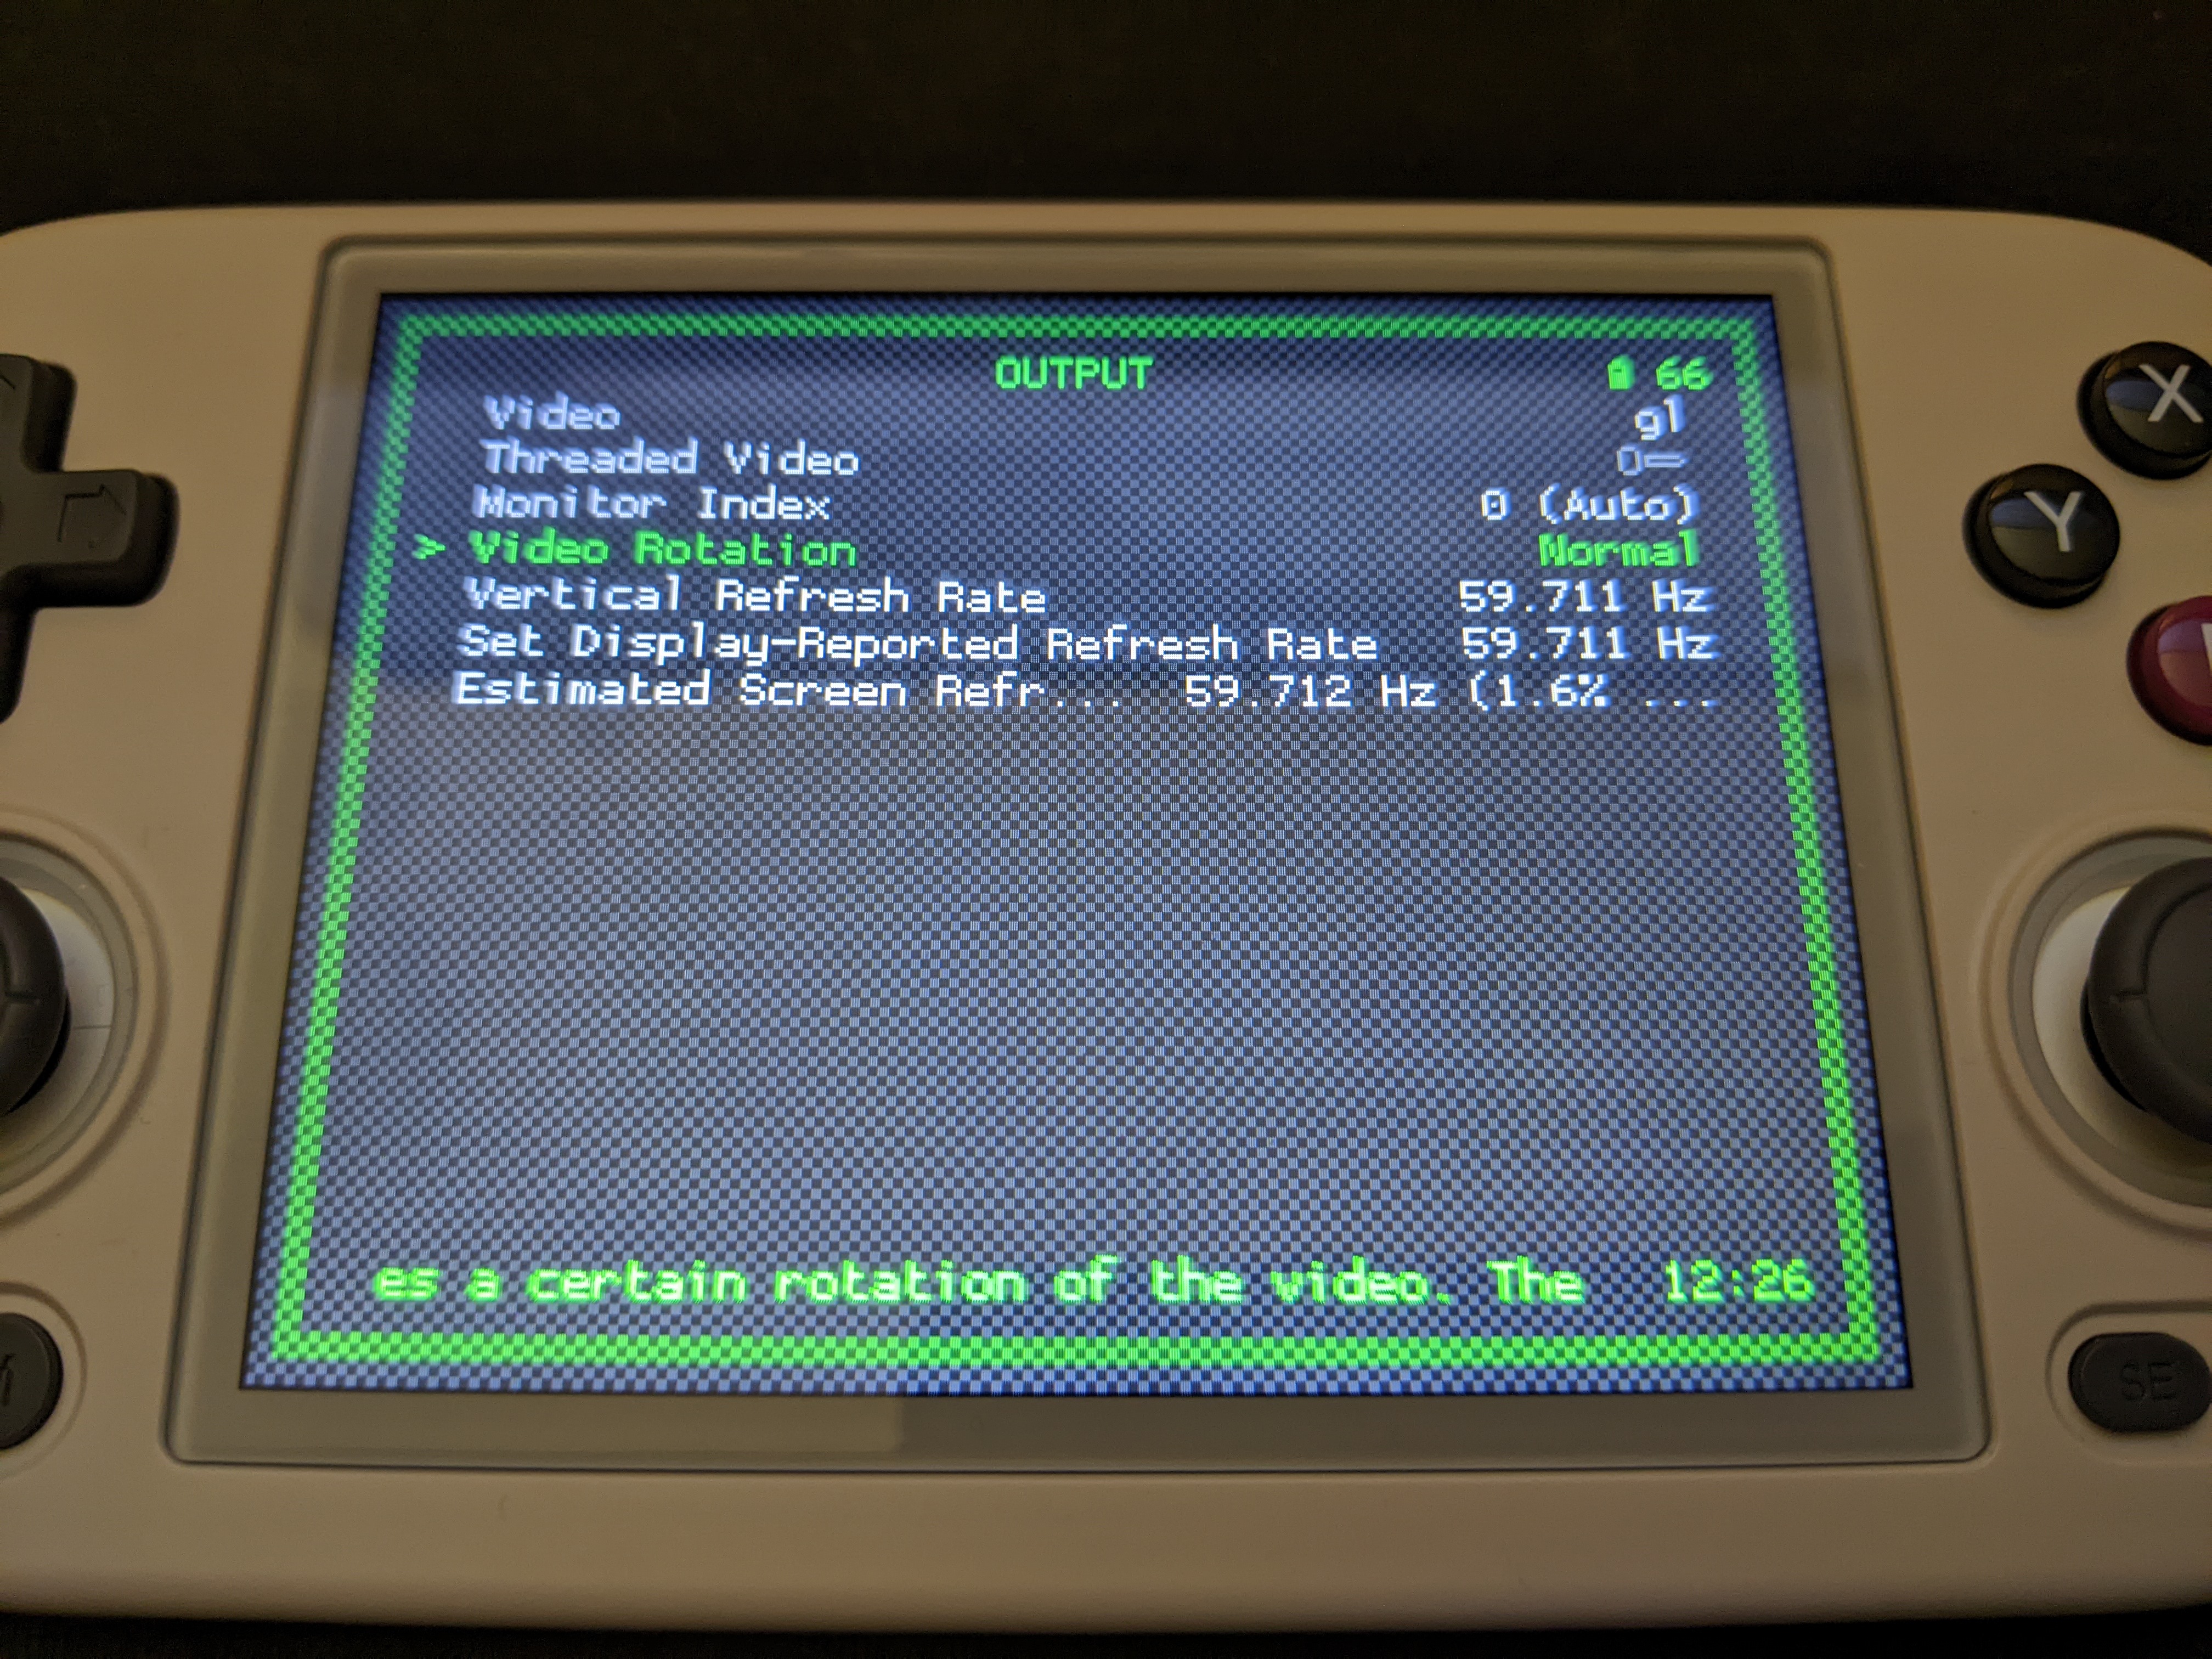 OUTPUT 66
Video gl
Threaded Video
Monitor Index 0 (Auto)
> Video Rotation Normal
Vertical Refresh Rate 59.711 Hz
Set Display-Reported Refresh Rate 59.711 Hz
Estimated Screen Refr... 59.712 Hz (1.6% ...
es a certain rotation of the video. The 12:26
X
Y
SE